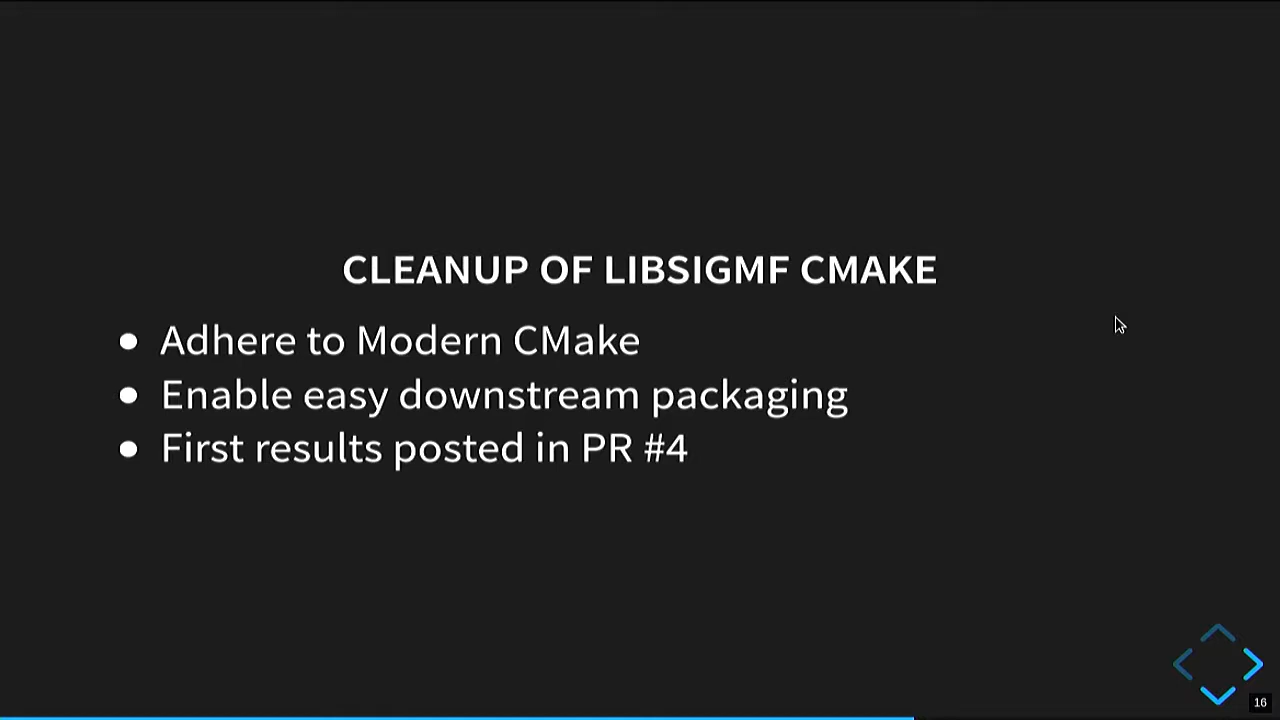 CLEANUP OF LIBSIGMF CMAKE
Adhere to Modern CMake
Enable easy downstream packaging
First results posted in PR #4
16